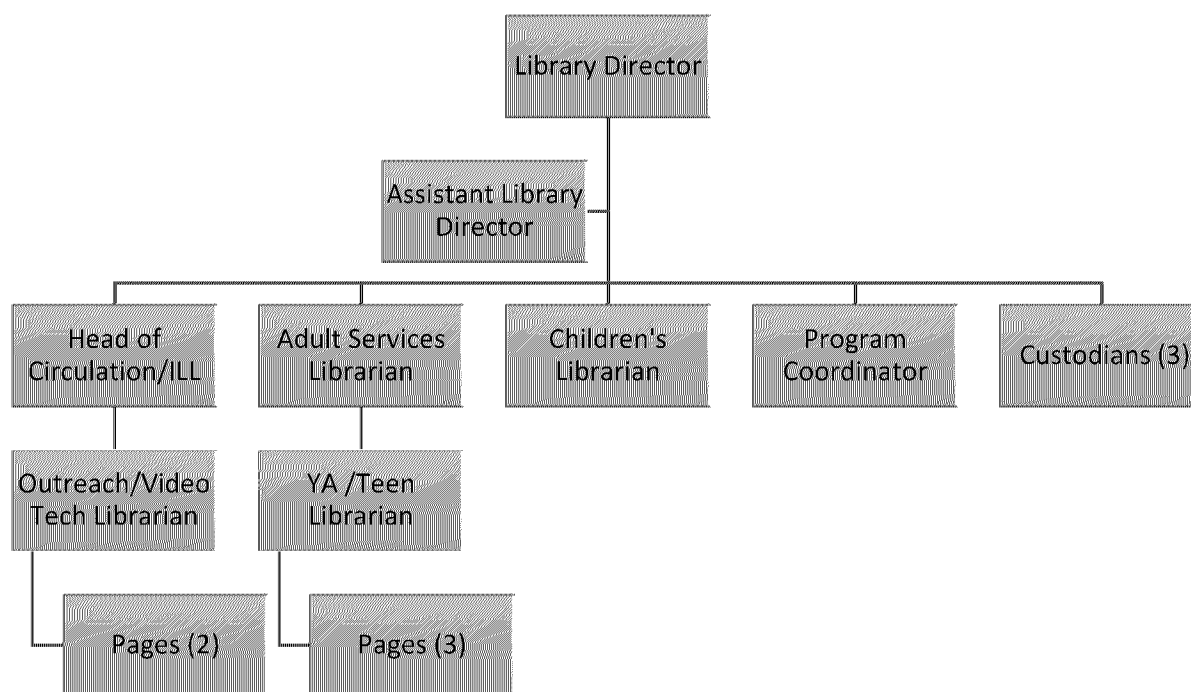 Library Director
Assistant Library
Director
Head of
Circulation/ILL
Adult Services
Librarian
Children's
Librarian
Program
Coordinator
Custodians (3)
Outreach/Video
Tech Librarian
YA /Teen
Librarian
Pages (2)
Pages (3)